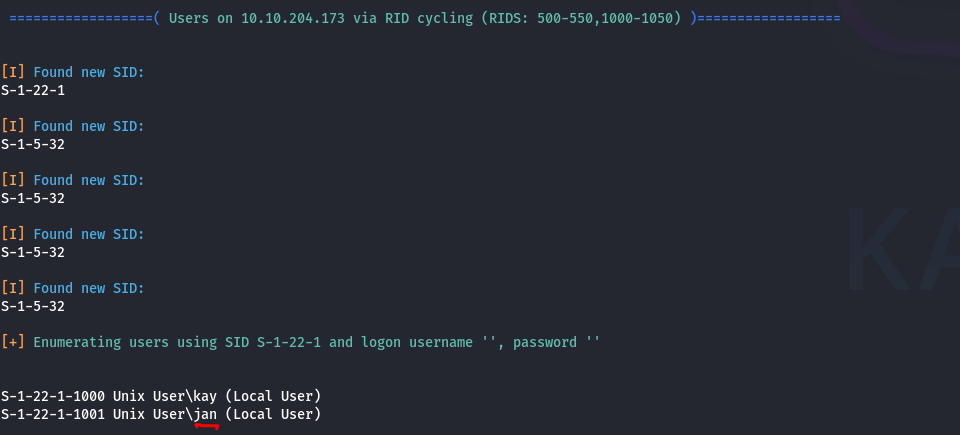 ==================( Users on 10.10.204.173 via RID cycling (RIDS: 500-550,1000-1050) )==================
[I] Found new SID:
S-1-22-1
[I] Found new SID:
S-1-5-32
[I] Found new SID:
S-1-5-32
[I] Found new SID:
S-1-5-32
[I] Found new SID:
S-1-5-32
[+] Enumerating users using SID S-1-22-1 and logon username '', password ''
S-1-22-1-1000 Unix User\kay (Local User)
S-1-22-1-1001 Unix User\jan (Local User)